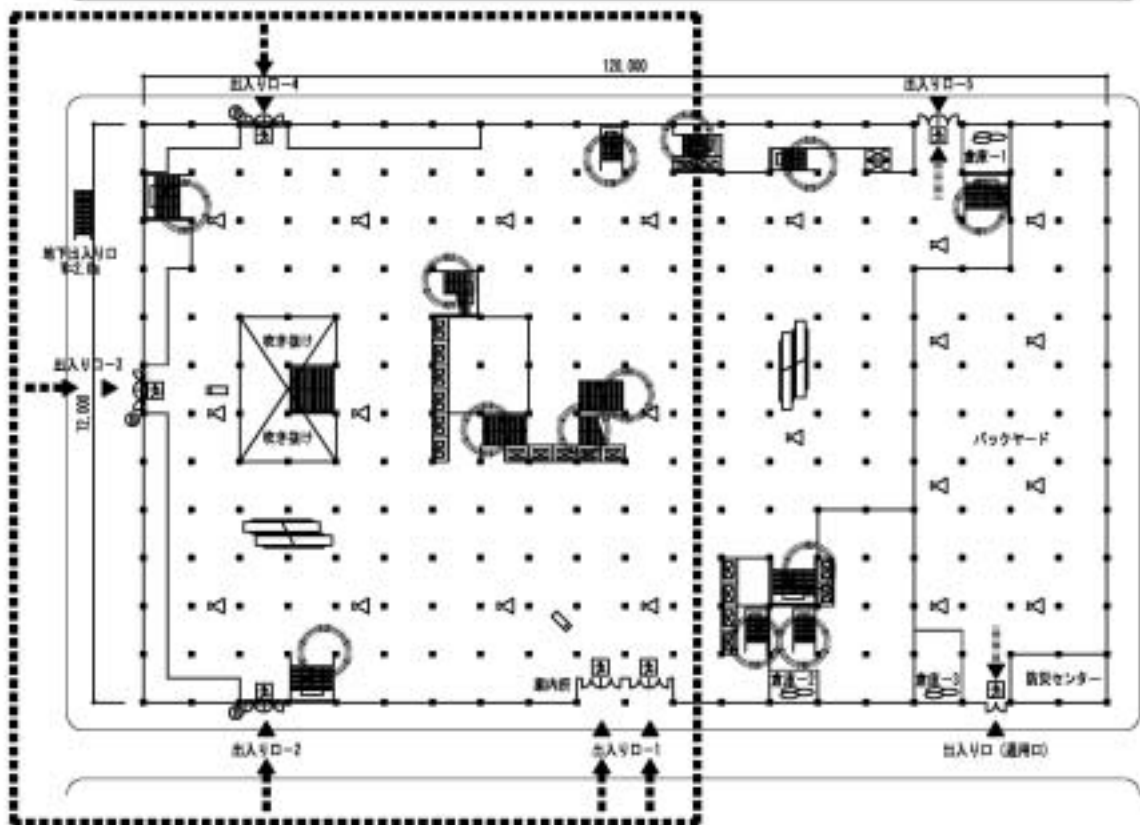 120,000
出入り口-4
出入り口-5
倉庫-1
地下出入り口
W=2.0m
吹き抜け
出入り口-3
72,000
吹き抜け
バックヤード
案内所
倉庫-2
倉庫-3
防災センター
出入り口-2
出入り口-1
出入り口 (通用口)